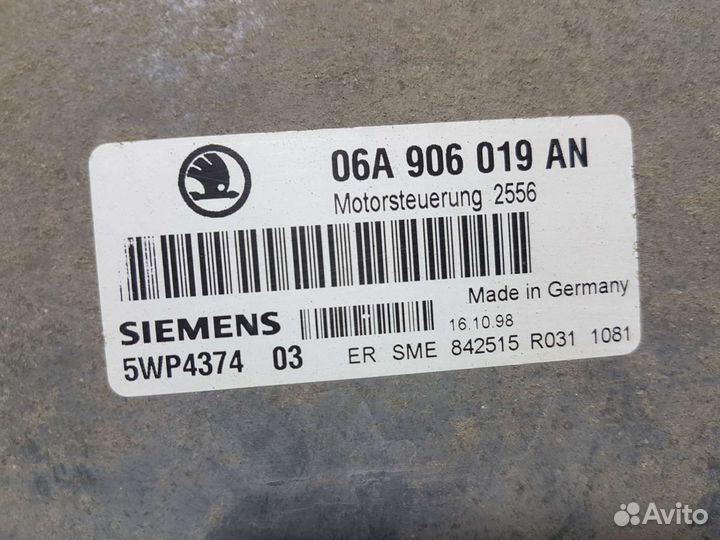 06A 906 019 AN
Motorsteuerung 2556
Made in Germany
SIEMENS
16.10.98
5WP4374 03
ER SME 842515 R031 1081
Avito